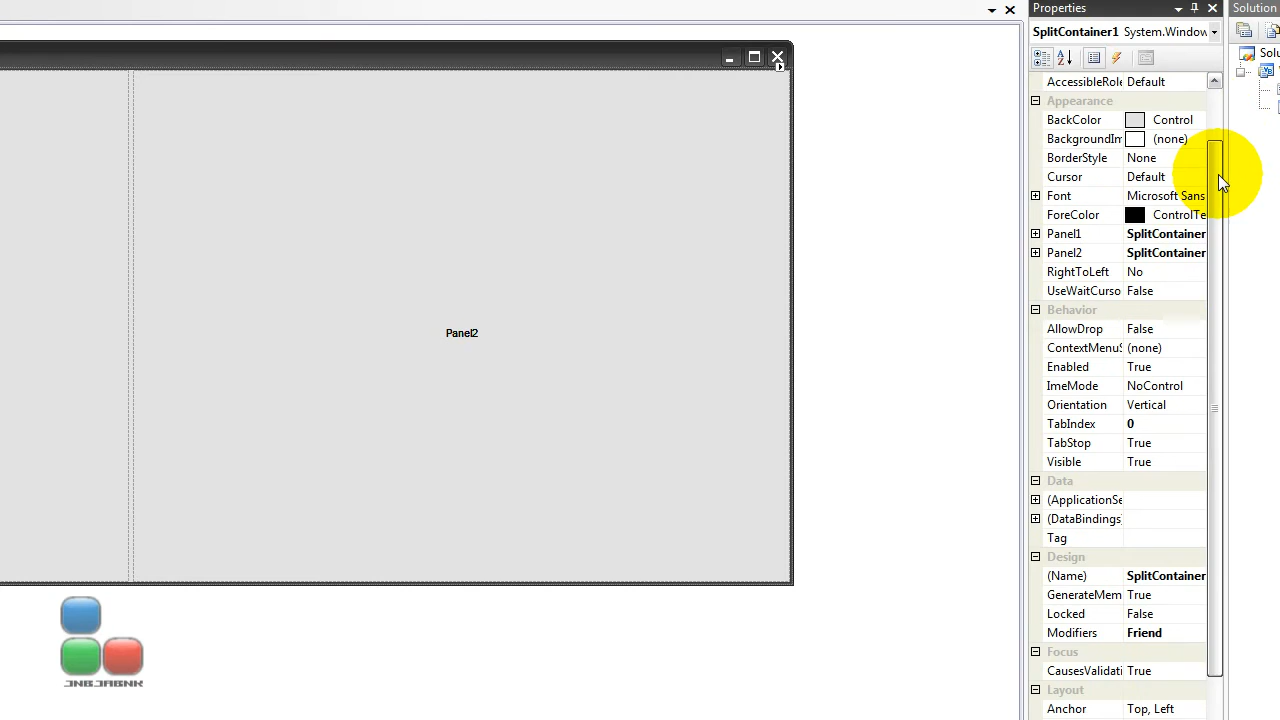 Properties
Solution
SplitContainer1 System.Window
Solu
AccessibleRole Default
Appearance
BackColor Control
BackgroundIm (none)
BorderStyle None
Cursor Default
Font Microsoft Sans
ForeColor ControlTe
Panel1 SplitContainer
Panel2 SplitContainer
RightToLeft No
UseWaitCurso False
Behavior
AllowDrop False
ContextMenuS (none)
Enabled True
ImeMode NoControl
Orientation Vertical
TabIndex 0
TabStop True
Visible True
Data
(ApplicationSe
(DataBindings)
Tag
Design
(Name) SplitContainer
GenerateMem True
Locked False
Modifiers Friend
Focus
CausesValidati True
Layout
Anchor Top, Left
Panel2
JNBJABNK